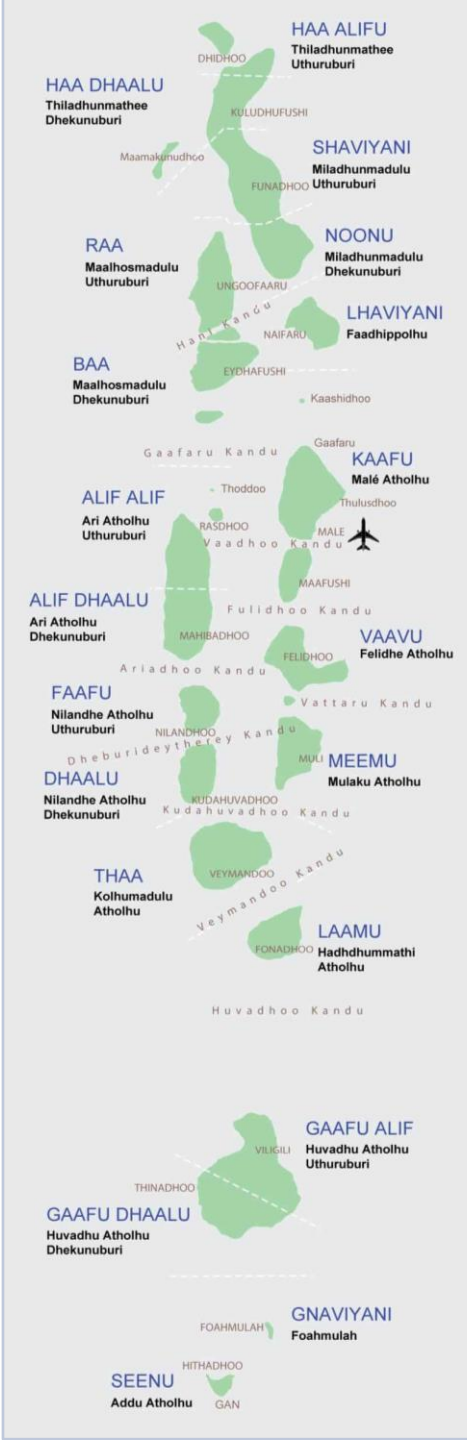 HAA ALIFU
Thiladhunmathee
Uthuruburi
DHIDHOO
HAA DHAALU
Thiladhunmathee
Dhekunuburi
KULUDHUFUSHI
Maamakunudhoo
SHAVIYANI
Miladhunmadulu
Uthuruburi
FUNADHOO
RAA
Maalhosmadulu
Uthuruburi
NOONU
Miladhunmadulu
Dhekunuburi
UNGOOFAARU
Hani Kandu
LHAVIYANI
Faadhippolhu
NAIFARU
BAA
Maalhosmadulu
Dhekunuburi
EYDHAFUSHI
Kaashidhoo
Gaafaru
Gaafaru Kandu
KAAFU
Malé Atholhu
ALIF ALIF
Ari Atholhu
Uthuruburi
Thoddoo
Thulusdhoo
RASDHOO
MALE
Vaadhoo Kandu
MAAFUSHI
ALIF DHAALU
Ari Atholhu
Dhekunuburi
Fulidhoo Kandu
MAHIBADHOO
VAAVU
Felidhe Atholhu
FELIDHOO
Ariadhoo Kandu
FAAFU
Nilandhe Atholhu
Uthuruburi
Vattaru Kandu
NILANDHOO
Dheburideytherey Kandu
MULI
MEEMU
Mulaku Atholhu
DHAALU
Nilandhe Atholhu
Dhekunuburi
KUDAHUVADHOO
Kudahuvadhoo Kandu
THAA
Kolhumadulu
Atholhu
VEYMANDOO
Veymandoo Kandu
LAAMU
Hadhdhummathi
Atholhu
FONADHOO
Huvadhoo Kandu
GAAFU ALIF
Huvadhu Atholhu
Uthuruburi
VILIGILI
THINADHOO
GAAFU DHAALU
Huvadhu Atholhu
Dhekunuburi
GNAVIYANI
Foahmulah
FOAHMULAH
HITHADHOO
SEENU
Addu Atholhu
GAN